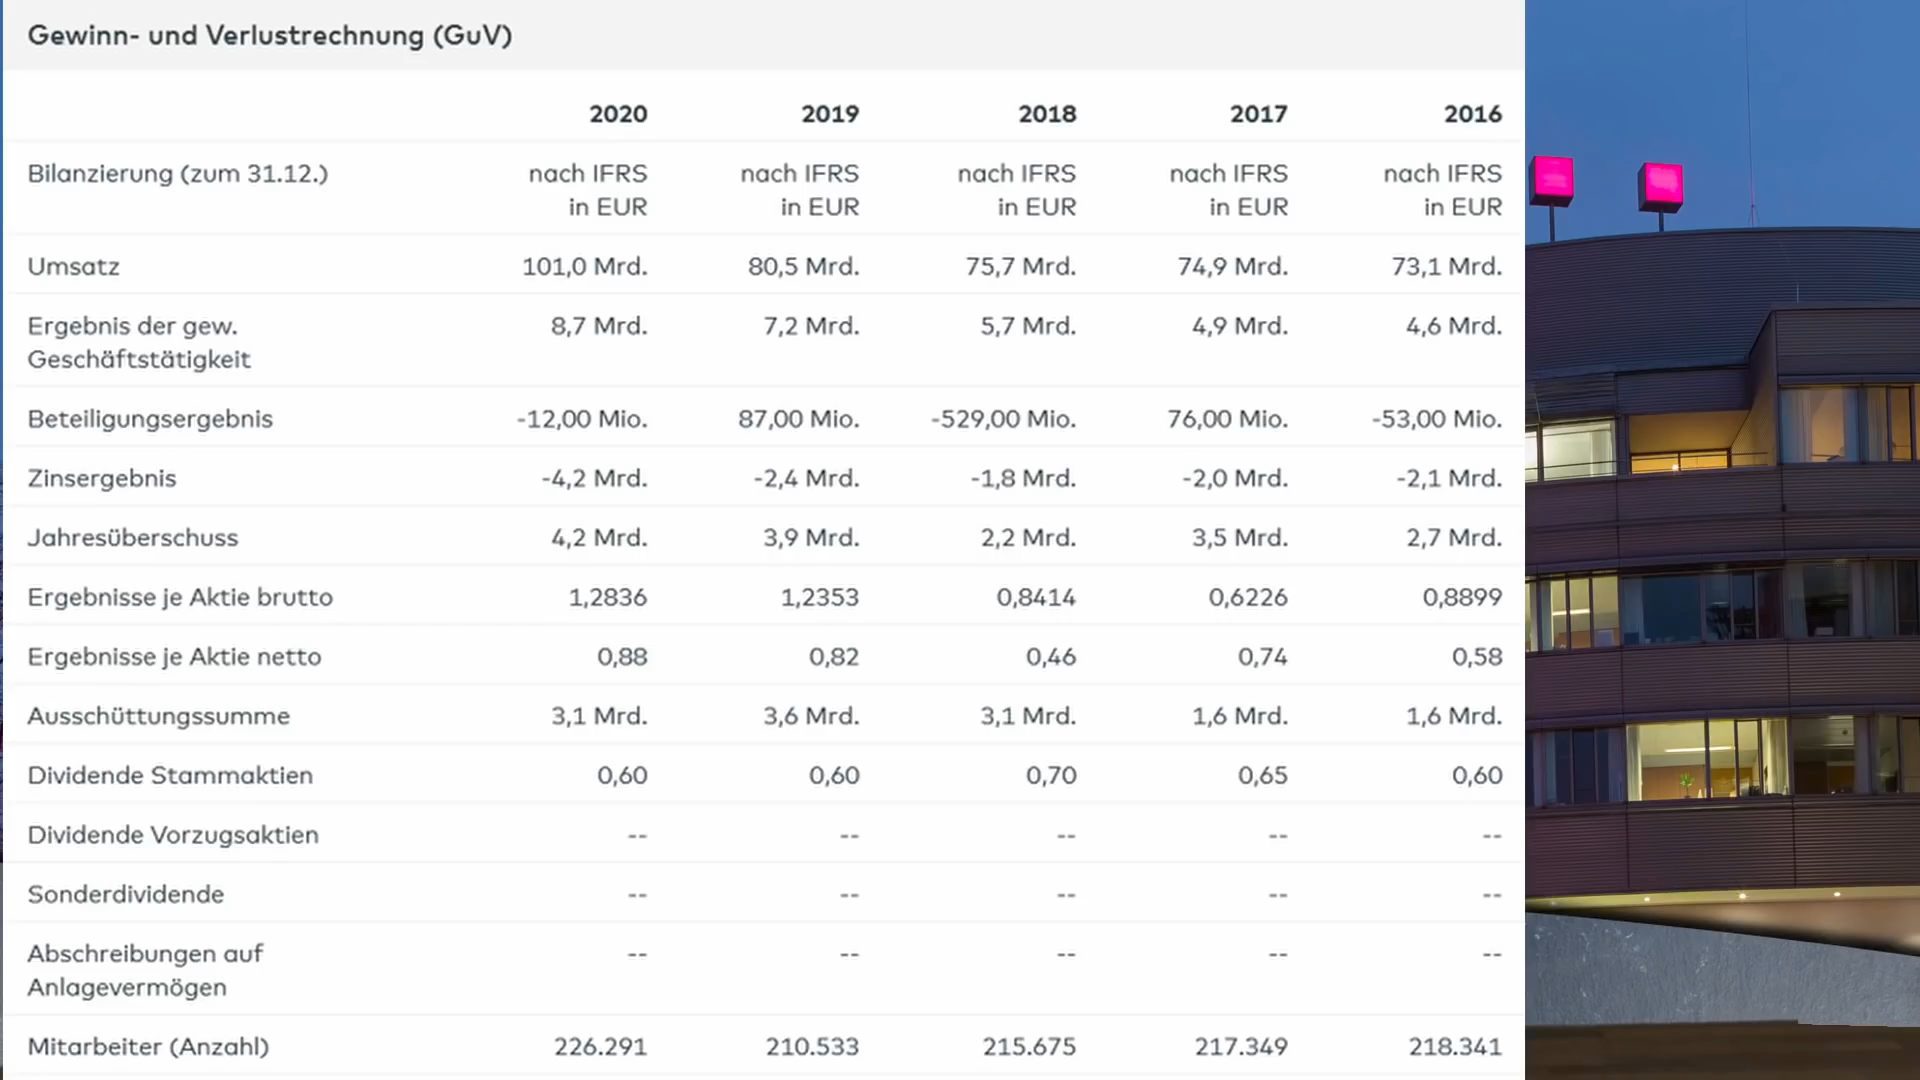 Gewinn- und Verlustrechnung (GuV)
2020 2019 2018 2017 2016
Bilanzierung (zum 31.12.) nach IFRS nach IFRS nach IFRS nach IFRS nach IFRS
in EUR in EUR in EUR in EUR in EUR
Umsatz 101,0 Mrd. 80,5 Mrd. 75,7 Mrd. 74,9 Mrd. 73,1 Mrd.
Ergebnis der gew. 8,7 Mrd. 7,2 Mrd. 5,7 Mrd. 4,9 Mrd. 4,6 Mrd.
Geschäftstätigkeit
Beteiligungsergebnis -12,00 Mio. 87,00 Mio. -529,00 Mio. 76,00 Mio. -53,00 Mio.
Zinsergebnis -4,2 Mrd. -2,4 Mrd. -1,8 Mrd. -2,0 Mrd. -2,1 Mrd.
Jahresüberschuss 4,2 Mrd. 3,9 Mrd. 2,2 Mrd. 3,5 Mrd. 2,7 Mrd.
Ergebnisse je Aktie brutto 1,2836 1,2353 0,8414 0,6226 0,8899
Ergebnisse je Aktie netto 0,88 0,82 0,46 0,74 0,58
Ausschüttungssumme 3,1 Mrd. 3,6 Mrd. 3,1 Mrd. 1,6 Mrd. 1,6 Mrd.
Dividende Stammaktien 0,60 0,60 0,70 0,65 0,60
Dividende Vorzugsaktien -- -- -- -- --
Sonderdividende -- -- -- -- --
Abschreibungen auf -- -- -- -- --
Anlagevermögen
Mitarbeiter (Anzahl) 226.291 210.533 215.675 217.349 218.341